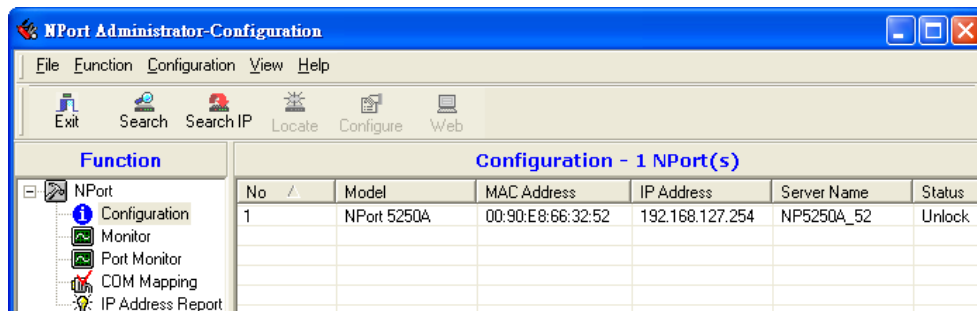 NPort Administrator-Configuration
File Function Configuration View Help
Exit Search Search IP Locate Configure Web
Function
Configuration - 1 NPort(s)
NPort
Configuration
Monitor
Port Monitor
COM Mapping
IP Address Report
No Model MAC Address IP Address Server Name Status
1 NPort 5250A 00:90:E8:66:32:52 192.168.127.254 NP5250A_52 Unlock